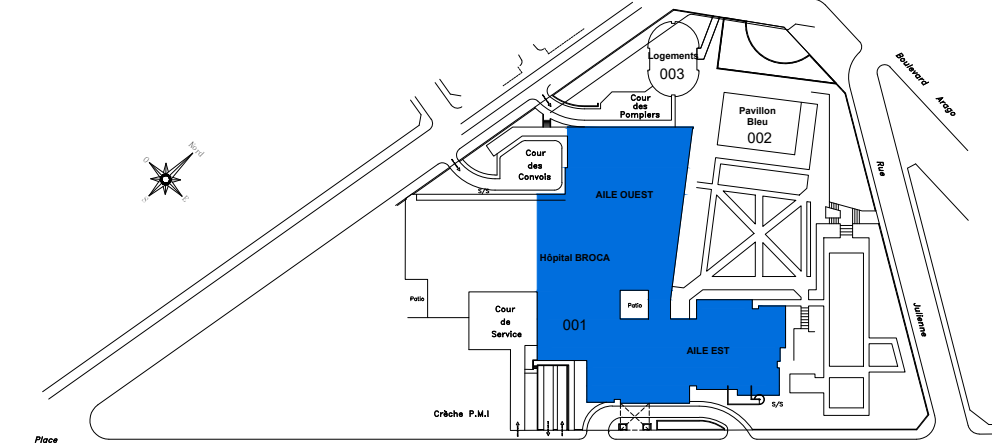 Logements
003
Cour
des
Pompiers
Boulevard Arago
Pavillon
Bleu
002
Nord
O
S
E
Cour
des
Convois
S/S
AILE OUEST
Rue Julienne
Hôpital BROCA
Patio
Patio
Cour
de
Service
001
AILE EST
S/S
Crèche P.M.I
Place